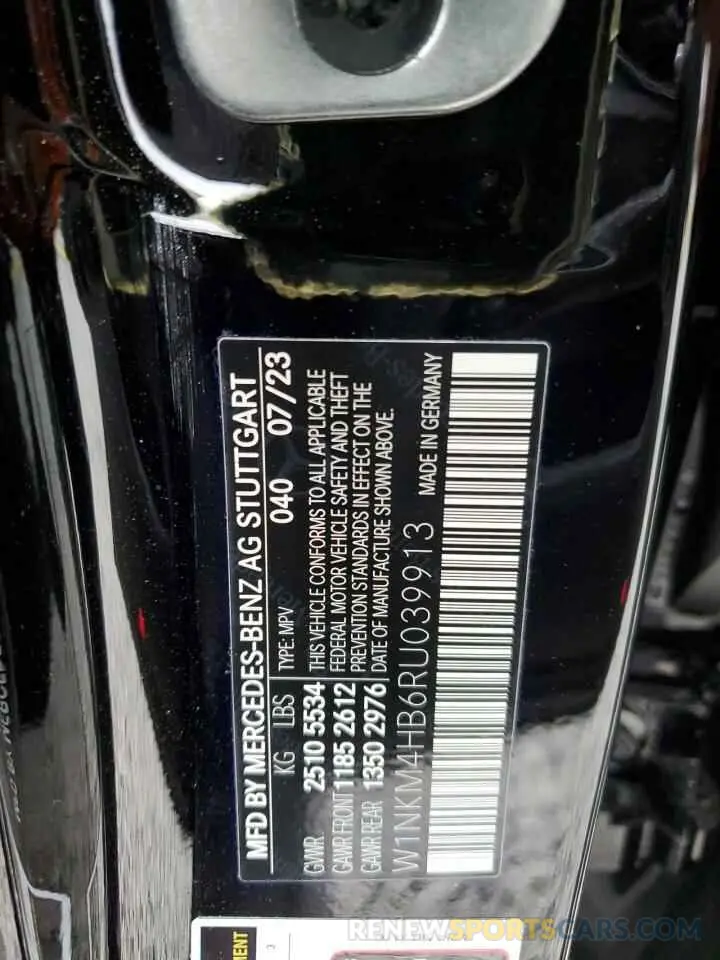 MFD BY MERCEDES-BENZ AG STUTTGART
KG LBS 040 07/23
TYPE: MPV
GVWR 2510 5534
GAWR FRONT 1185 2612
GAWR REAR 1350 2976
THIS VEHICLE CONFORMS TO ALL APPLICABLE
FEDERAL MOTOR VEHICLE SAFETY AND THEFT
PREVENTION STANDARDS IN EFFECT ON THE
DATE OF MANUFACTURE SHOWN ABOVE.
W1NKM4HB6RU039913 MADE IN GERMANY
RENEWSPORTSCARS.COM